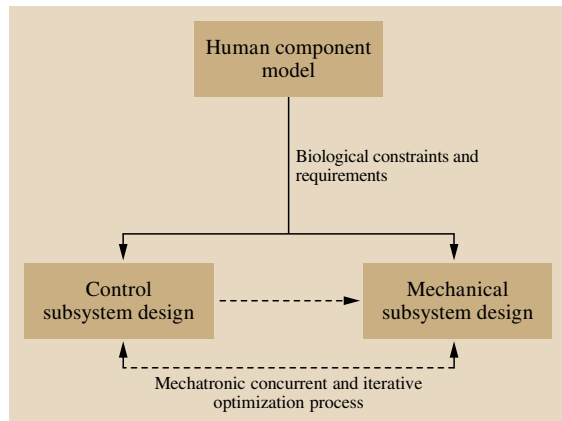 Human component
model
Biological constraints and
requirements
Control
subsystem design
Mechanical
subsystem design
Mechatronic concurrent and iterative
optimization process